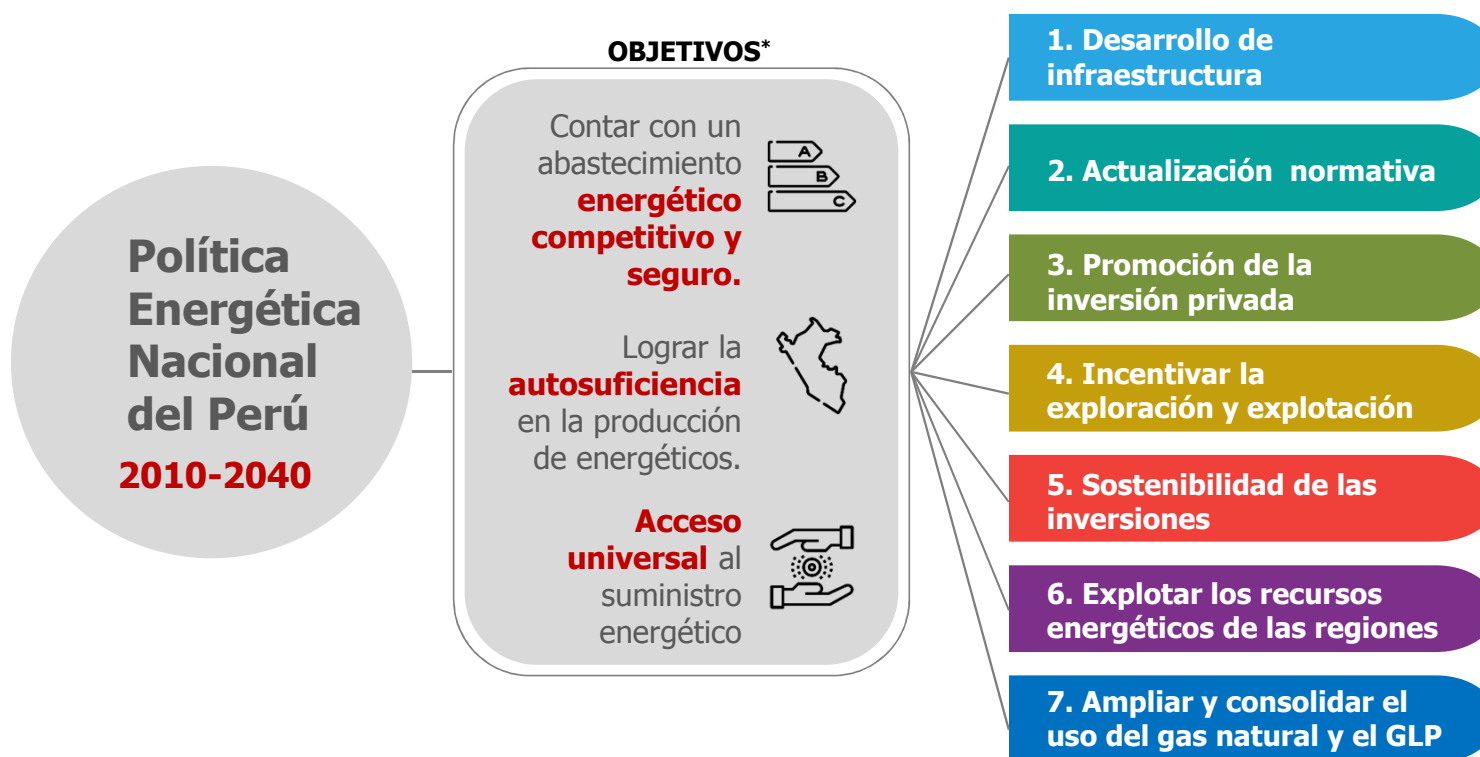 Política
Energética
Nacional
del Perú
2010-2040
OBJETIVOS*
Contar con un
abastecimiento
energético
competitivo y
seguro.
A
B
C
Lograr la
autosuficiencia
en la producción
de energéticos.
Acceso
universal al
suministro
energético
1. Desarrollo de
infraestructura
2. Actualización normativa
3. Promoción de la
inversión privada
4. Incentivar la
exploración y explotación
5. Sostenibilidad de las
inversiones
6. Explotar los recursos
energéticos de las regiones
7. Ampliar y consolidar el
uso del gas natural y el GLP